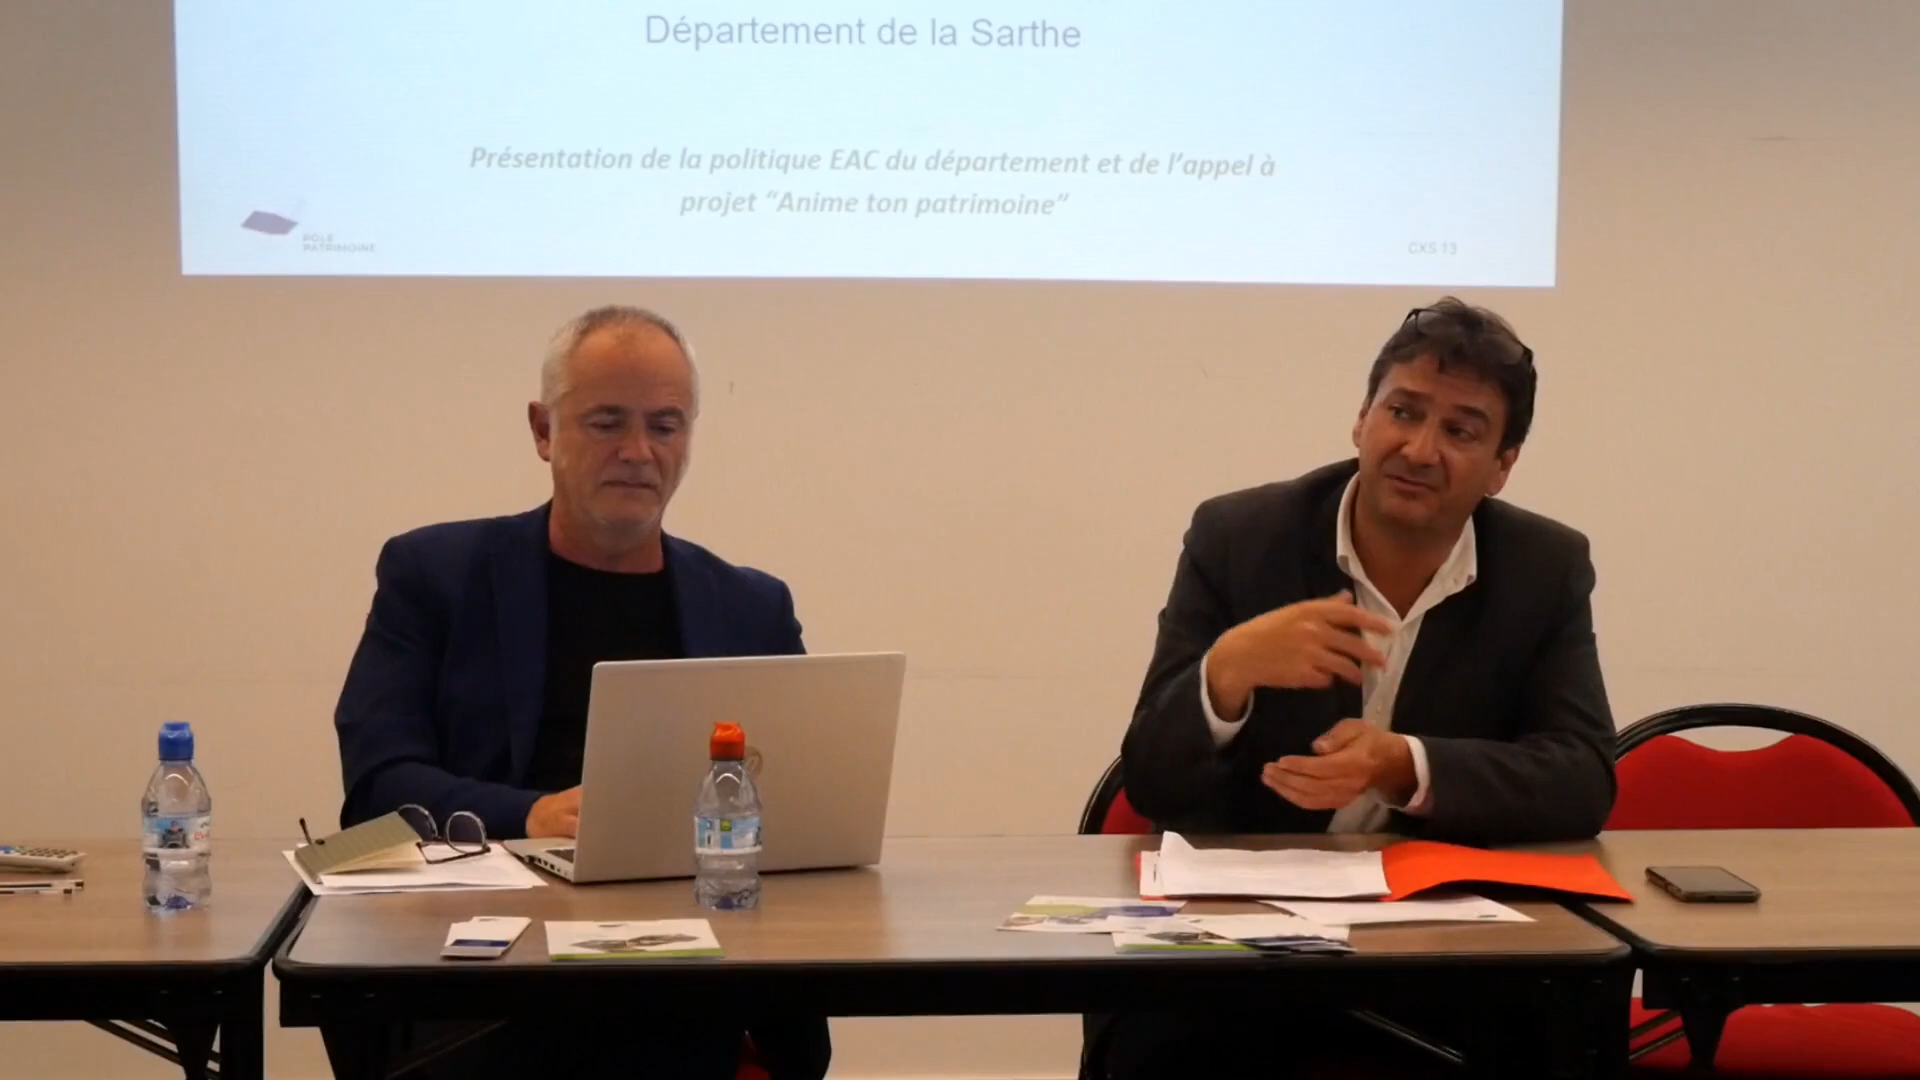 Département de la Sarthe
Présentation de la politique EAC du département et de l'appel à
projet "Anime ton patrimoine"
PÔLE
PATRIMOINE
CXS 13